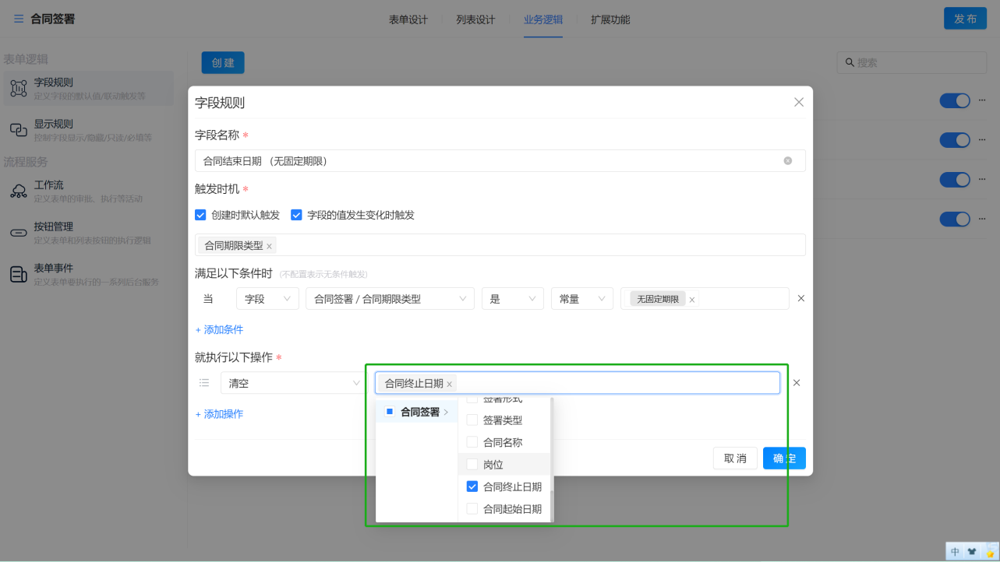 合同签署
表单设计
列表设计
业务逻辑
扩展功能
发布
表单逻辑
字段规则
定义字段的默认值/联动触发等
显示规则
控制字段显示/隐藏/只读/必填等
流程服务
工作流
定义表单的审批、执行等活动
按钮管理
定义表单和列表按钮的执行逻辑
表单事件
定义表单要执行的一系列后台服务
创建
搜索
字段规则
字段名称 *
合同结束日期 （无固定期限）
触发时机 *
创建时默认触发
字段的值发生变化时触发
合同期限类型 x
满足以下条件时 (不配置表示无条件触发)
当
字段
合同签署 / 合同期限类型
是
常量
无固定期限 x
+ 添加条件
就执行以下操作 *
清空
合同终止日期 x
+ 添加操作
合同签署
签署形式
签署类型
合同名称
岗位
合同终止日期
合同起始日期
取消
确定
中